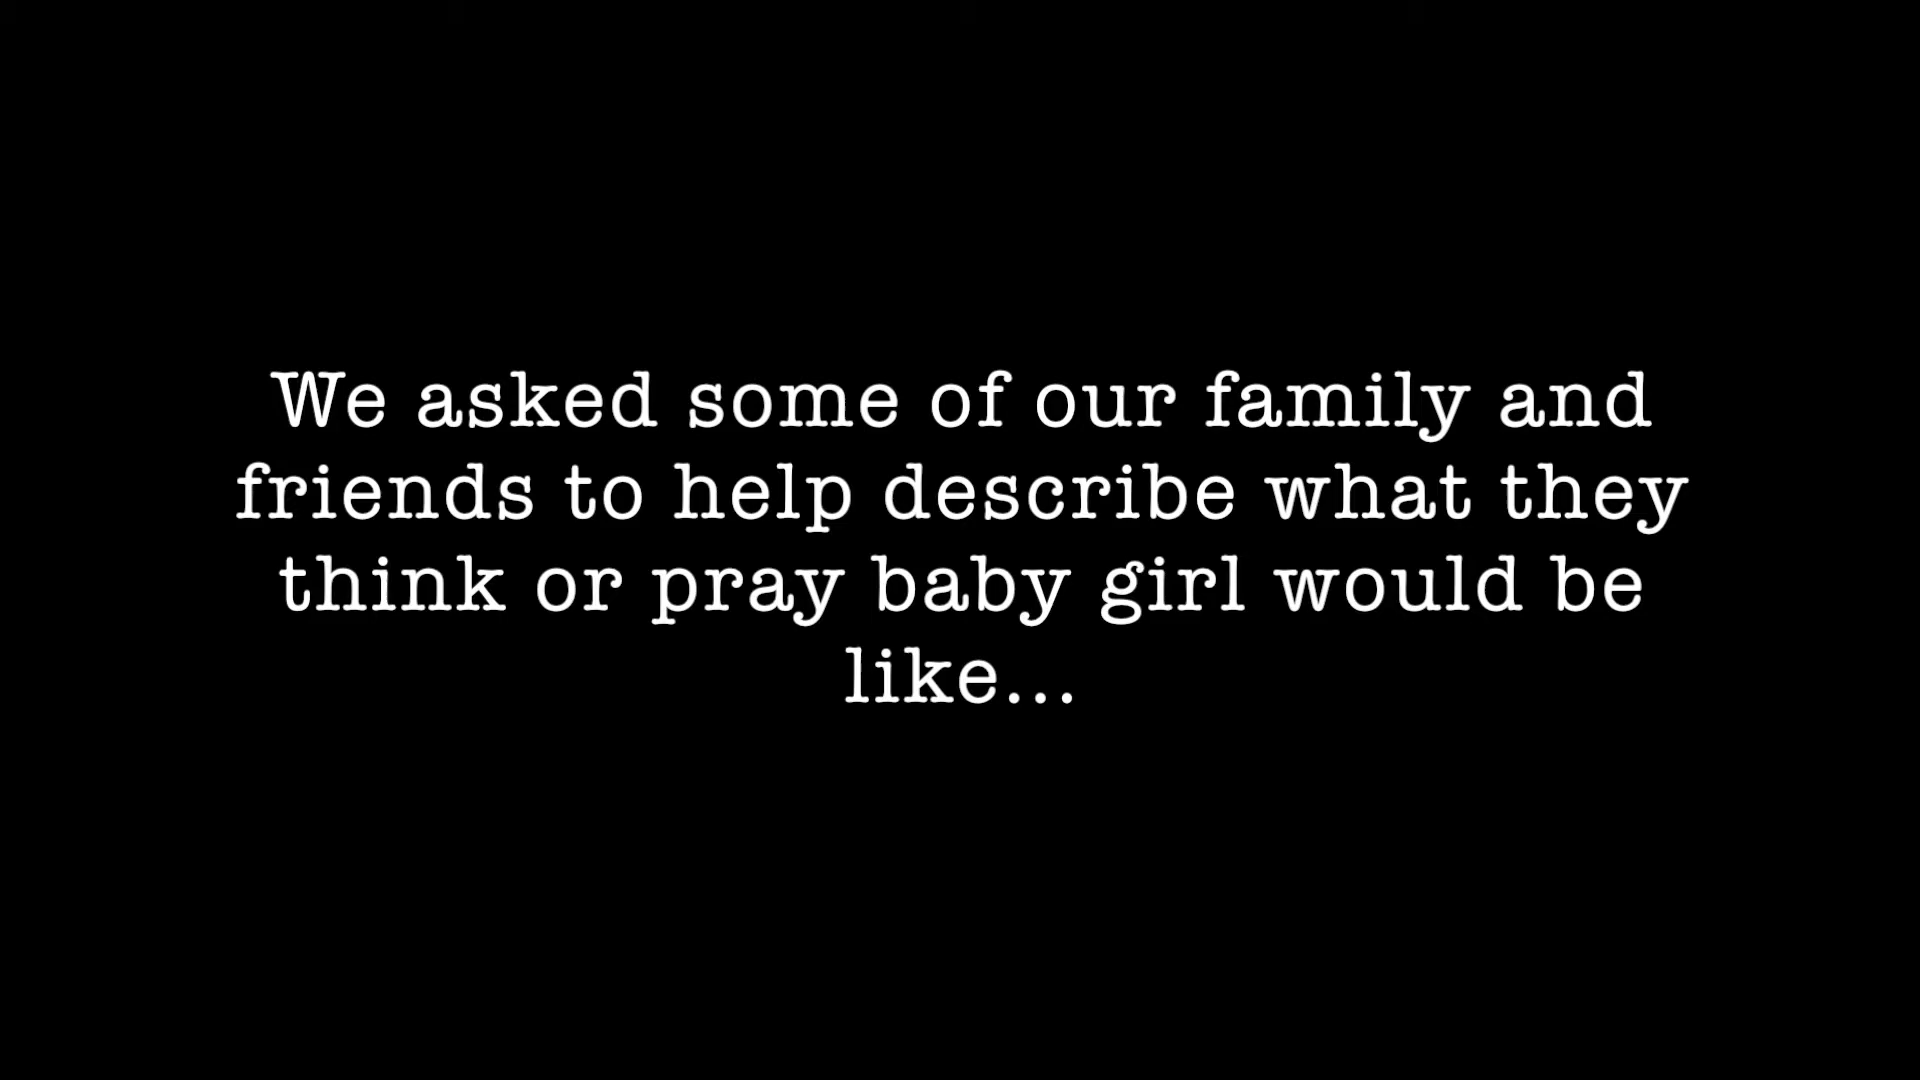 We asked some of our family and
friends to help describe what they
think or pray baby girl would be
like...